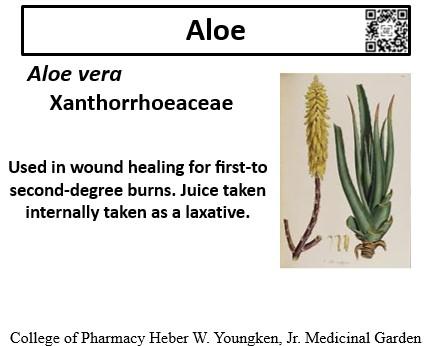 Aloe
Aloe vera
Xanthorrhoeaceae
Used in wound healing for first-to
second-degree burns. Juice taken
internally taken as a laxative.
College of Pharmacy Heber W. Youngken, Jr. Medicinal Garden